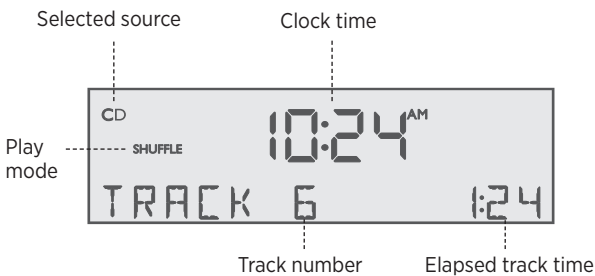 Selected source Clock time
CD 10:24 AM
Play
mode
SHUFFLE
TRACK 6 1:24
Track number Elapsed track time